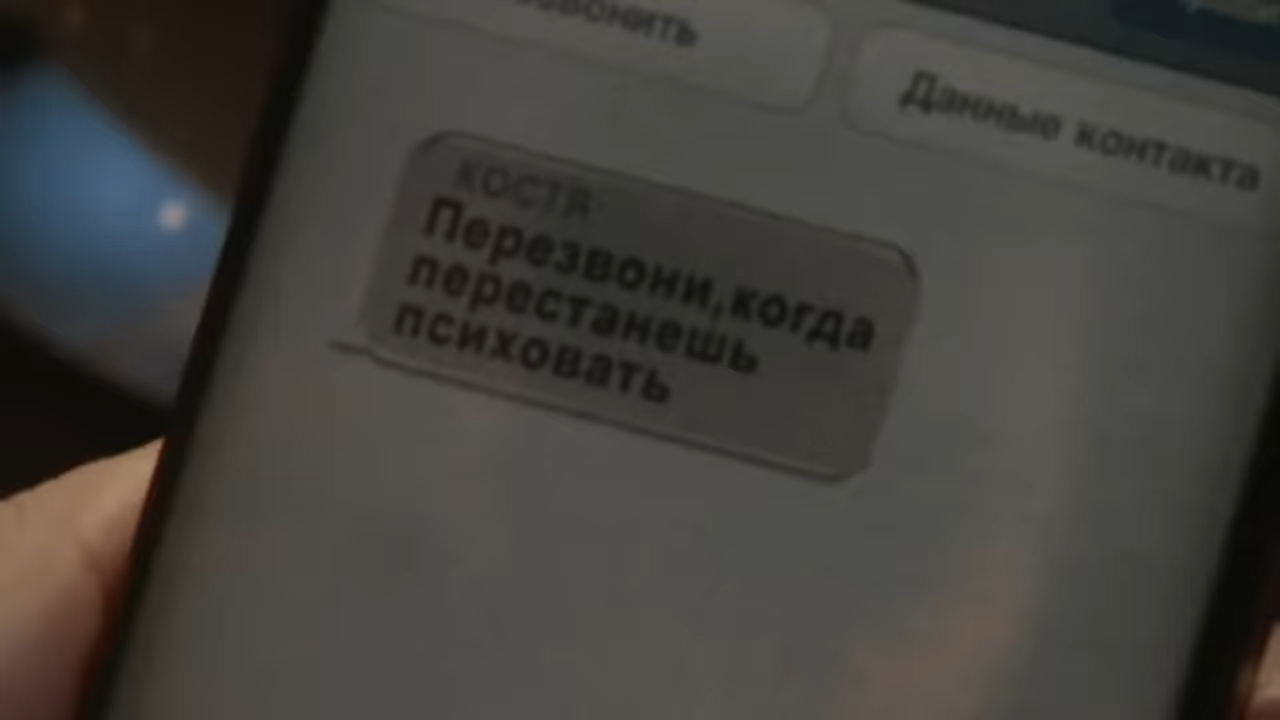 Данные контакта
КОСТЯ:
Перезвони,когда
перестанешь
психовать